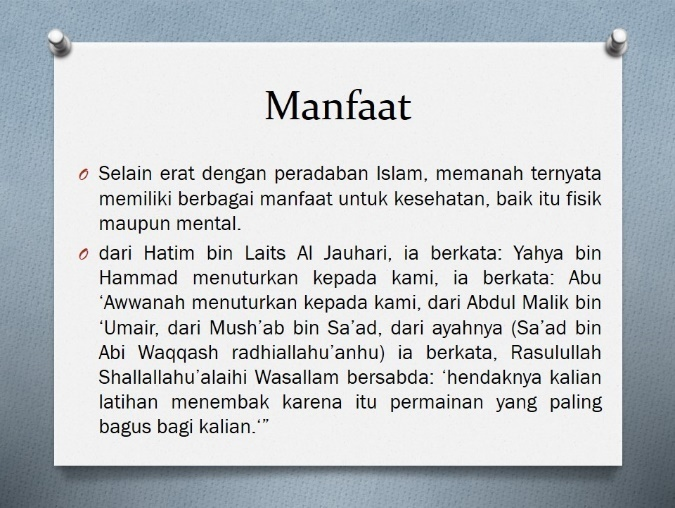 Manfaat
Selain erat dengan peradaban Islam, memanah ternyata
memiliki berbagai manfaat untuk kesehatan, baik itu fisik
maupun mental.
dari Hatim bin Laits Al Jauhari, ia berkata: Yahya bin
Hammad menuturkan kepada kami, ia berkata: Abu
‘Awwanah menuturkan kepada kami, dari Abdul Malik bin
‘Umair, dari Mush’ab bin Sa’ad, dari ayahnya (Sa’ad bin
Abi Waqqash radhiallahu’anhu) ia berkata, Rasulullah
Shallallahu’alaihi Wasallam bersabda: ‘hendaknya kalian
latihan menembak karena itu permainan yang paling
bagus bagi kalian.‘”